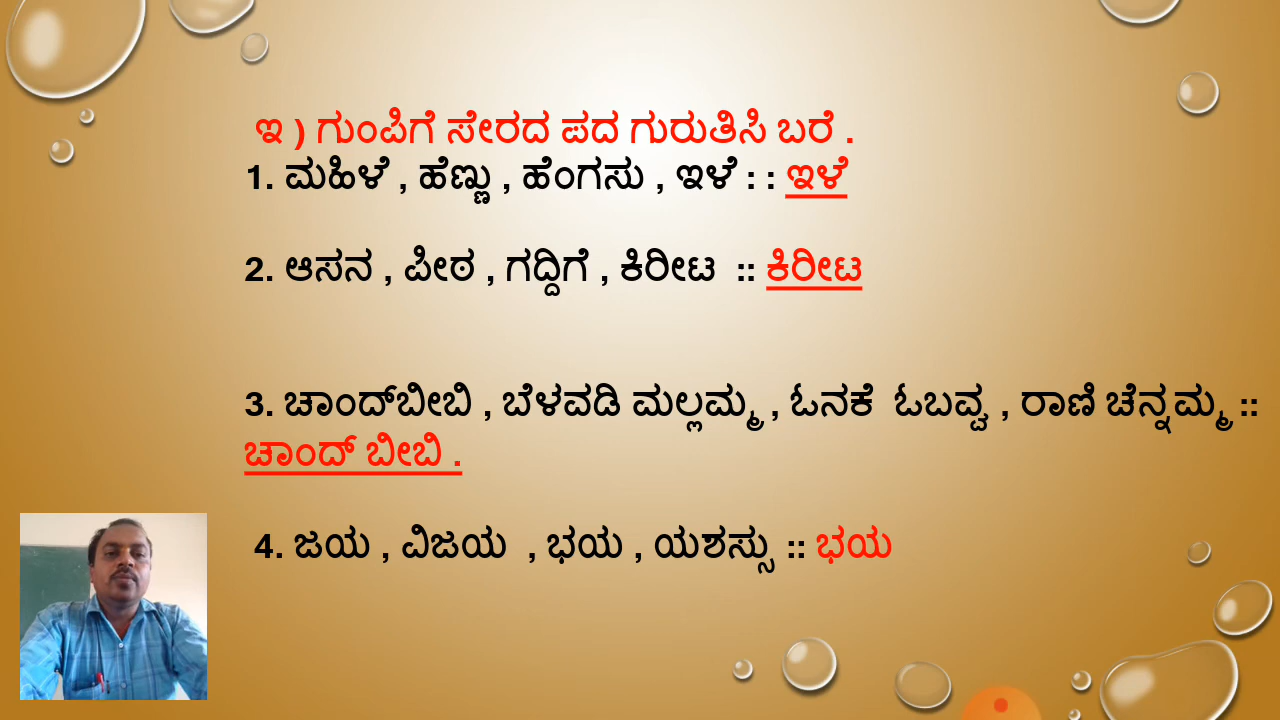 ಇ ) ಗುಂಪಿಗೆ ಸೇರದ ಪದ ಗುರುತಿಸಿ ಬರೆ .
1. ಮಹಿಳೆ , ಹೆಣ್ಣು , ಹೆಂಗಸು , ಇಳೆ : : ಇಳೆ
2. ಆಸನ , ಪೀಠ , ಗದ್ದಿಗೆ , ಕಿರೀಟ :: ಕಿರೀಟ
3. ಚಾಂದ್‌ಬೀಬಿ , ಬೆಳವಡಿ ಮಲ್ಲಮ್ಮ , ಓನಕೆ ಓಬವ್ವ , ರಾಣಿ ಚೆನ್ನಮ್ಮ ::
ಚಾಂದ್ ಬೀಬಿ .
4. ಜಯ , ವಿಜಯ , ಭಯ , ಯಶಸ್ಸು :: ಭಯ